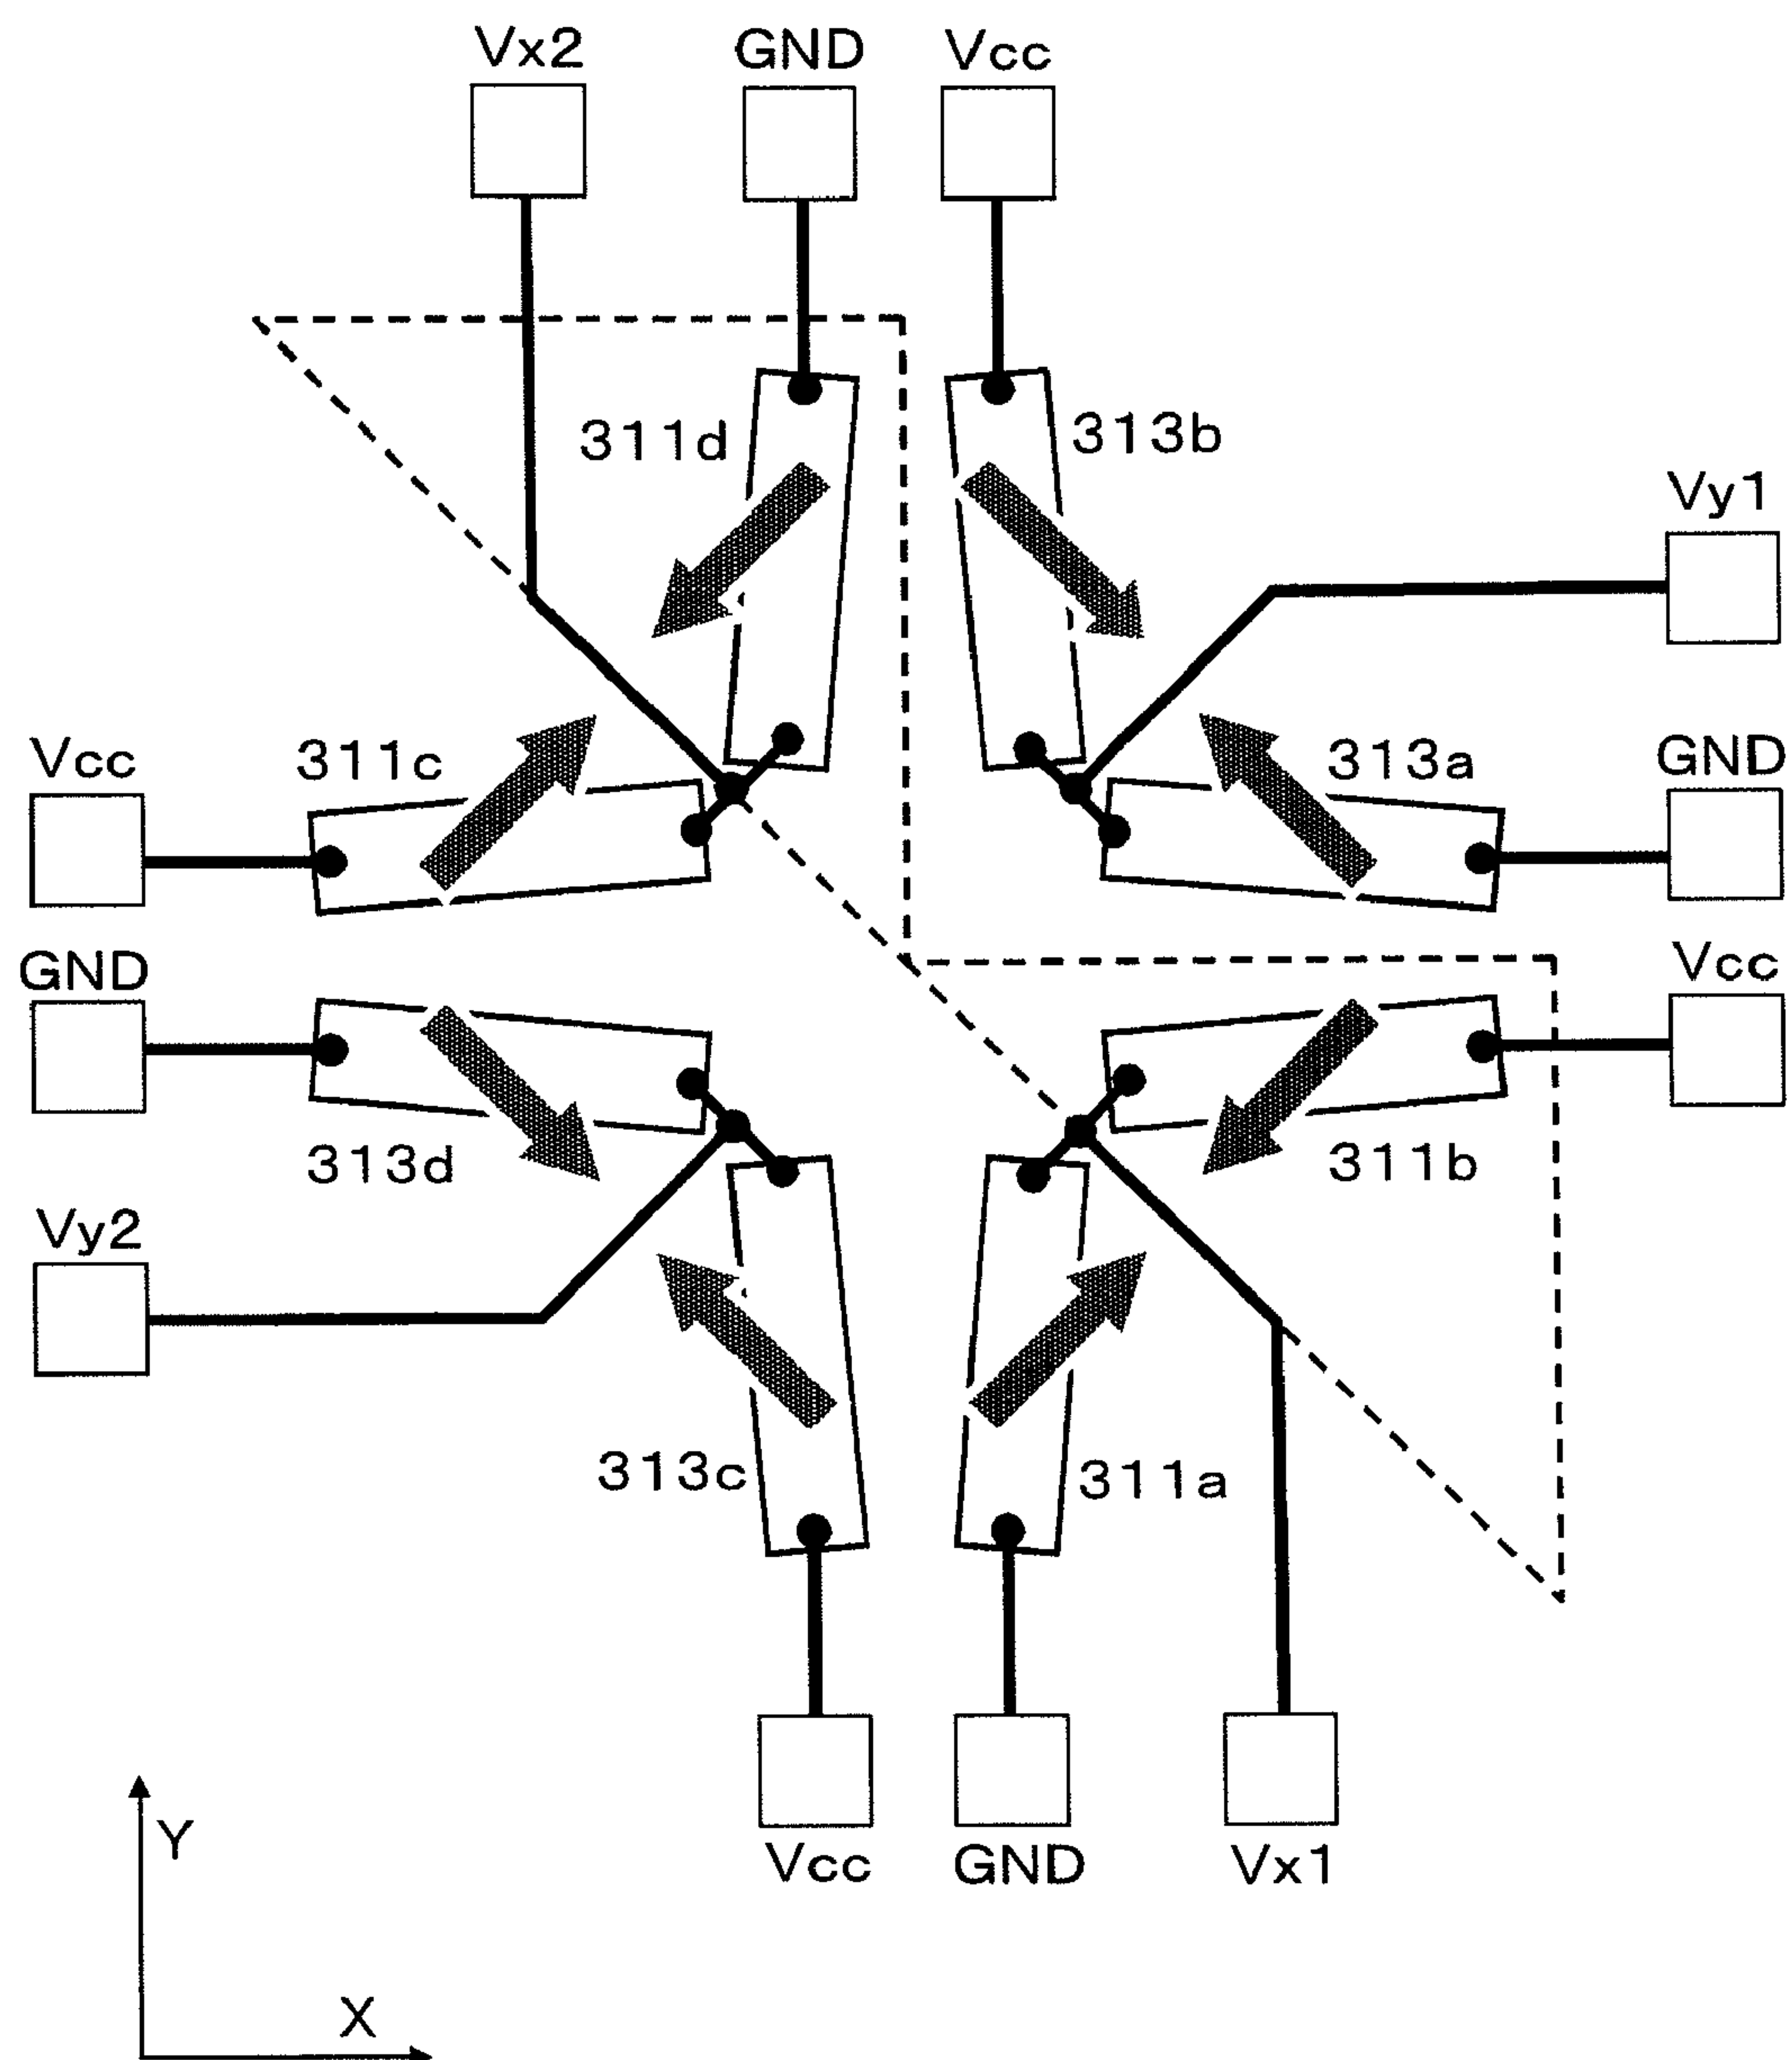 Vx2 GND Vcc
311d 313b
Vy1
Vcc 311c 313a GND
GND Vcc
313d 311b
Vy2
313c 311a
Vcc GND Vx1
Y
X